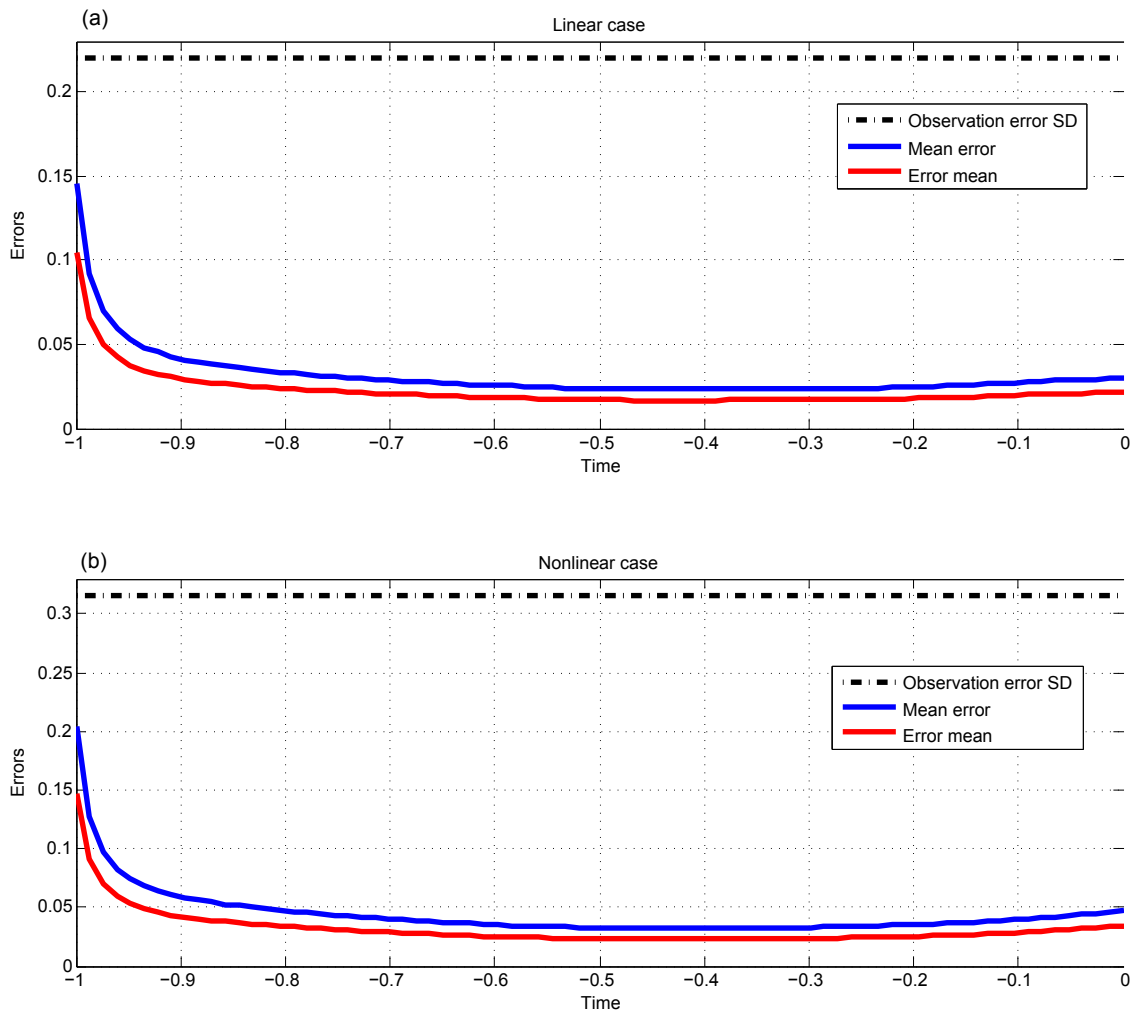 (a)
Linear case
0.2
0.15
0.1
0.05
0
Errors
Observation error SD
Mean error
Error mean
−1 −0.9 −0.8 −0.7 −0.6 −0.5 −0.4 −0.3 −0.2 −0.1 0
Time
(b)
Nonlinear case
0.3
0.25
0.2
0.15
0.1
0.05
0
Errors
Observation error SD
Mean error
Error mean
−1 −0.9 −0.8 −0.7 −0.6 −0.5 −0.4 −0.3 −0.2 −0.1 0
Time